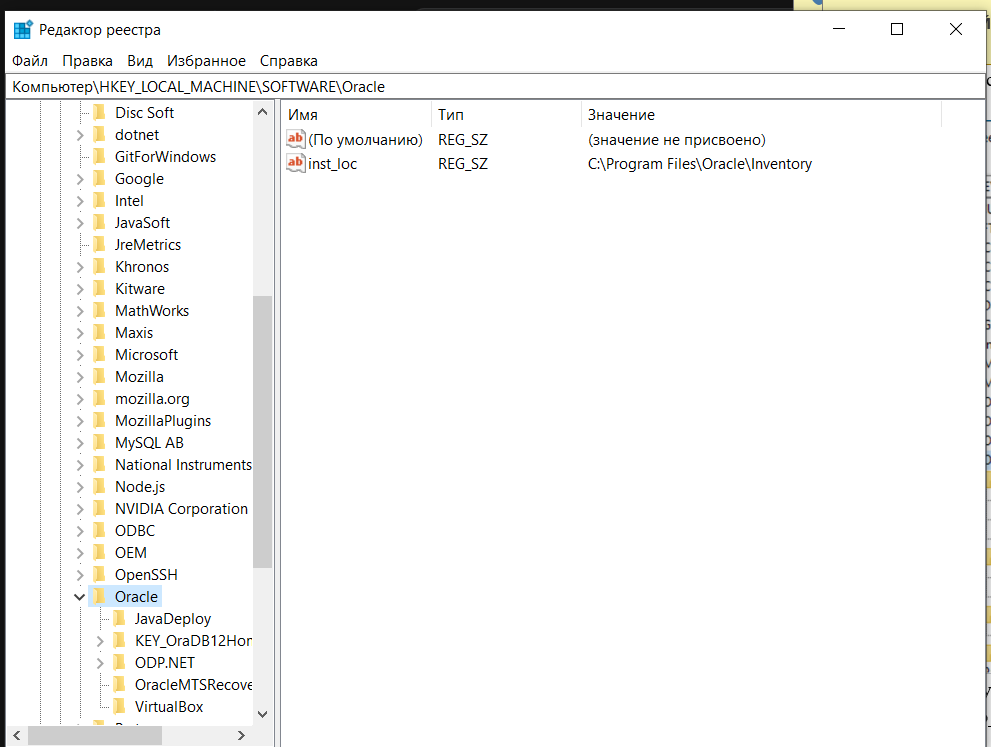 Редактор реестра
Файл Правка Вид Избранное Справка
Компьютер\HKEY_LOCAL_MACHINE\SOFTWARE\Oracle
Имя Тип Значение
(По умолчанию) REG_SZ (значение не присвоено)
inst_loc REG_SZ C:\Program Files\Oracle\Inventory
Disc Soft
dotnet
GitForWindows
Google
Intel
JavaSoft
JreMetrics
Khronos
Kitware
MathWorks
Maxis
Microsoft
Mozilla
mozilla.org
MozillaPlugins
MySQL AB
National Instruments
Node.js
NVIDIA Corporation
ODBC
OEM
OpenSSH
Oracle
JavaDeploy
KEY_OraDB12Hor
ODP.NET
OracleMTSRecove
VirtualBox